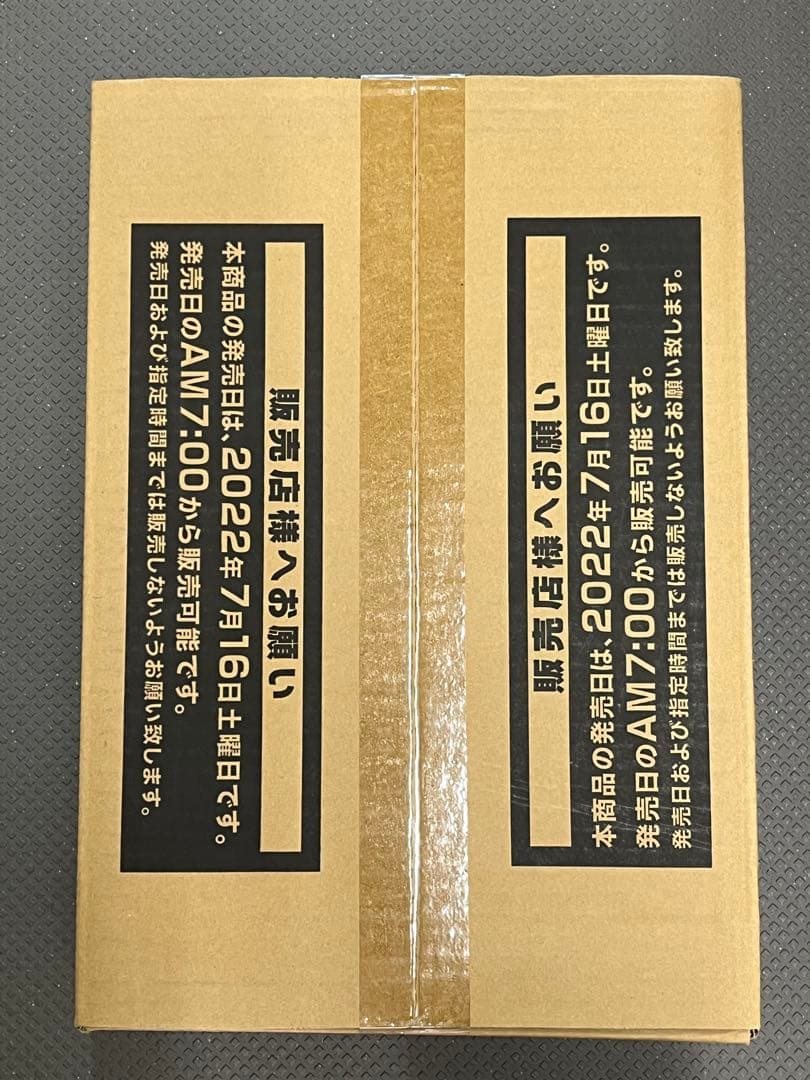 販売店様へお願い
本商品の発売日は、2022年7月16日土曜日です。
発売日のAM7:00から販売可能です。
発売日および指定時間までは販売しないようお願い致します。
販売店様へお願い
本商品の発売日は、2022年7月16日土曜日です。
発売日のAM7:00から販売可能です。
発売日および指定時間までは販売しないようお願い致します。